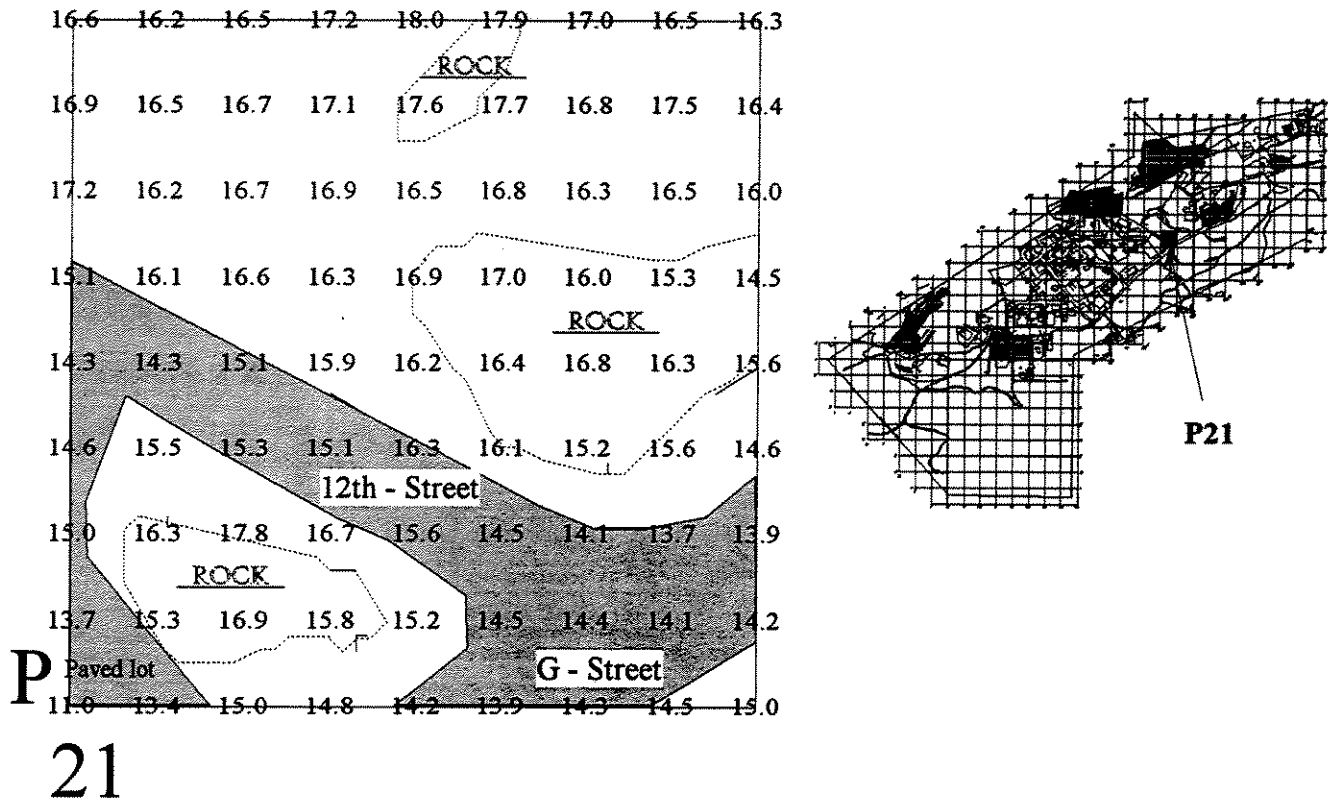 16.6 16.2 16.5 17.2 18.0 17.9 17.0 16.5 16.3
ROCK
16.9 16.5 16.7 17.1 17.6 17.7 16.8 17.5 16.4
17.2 16.2 16.7 16.9 16.5 16.8 16.3 16.5 16.0
15.1 16.1 16.6 16.3 16.9 17.0 16.0 15.3 14.5
ROCK
14.3 14.3 15.1 15.9 16.2 16.4 16.8 16.3 15.6
P21
14.6 15.5 15.3 15.1 16.3 16.1 15.2 15.6 14.6
12th - Street
15.0 16.3 17.8 16.7 15.6 14.5 14.1 13.7 13.9
ROCK
13.7 15.3 16.9 15.8 15.2 14.5 14.4 14.1 14.2
P Paved lot G - Street
11.0 13.4 15.0 14.8 14.2 13.9 14.3 14.5 15.0
21